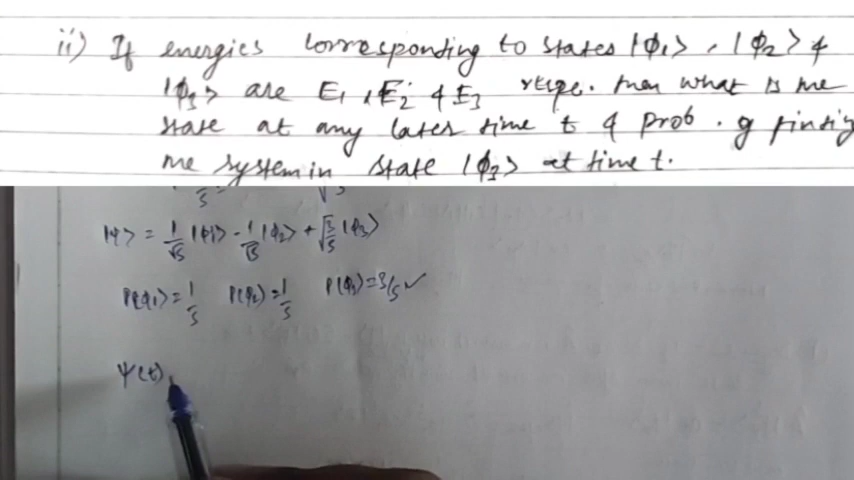 ii) If energies corresponding to states |φ₁>, |φ₂> &
|φ₃> are E₁, E₂ & E₃ respe. then what is the
state at any later time t & prob. of finding
the system in state |φ₂> at time t.
|ψ> = 1/√5 |φ₁> - 1/√5 |φ₂> + √3/√5 |φ₃>
P(φ₁) = 1/5 P(φ₂) = 1/5 P(φ₃) = 3/5 ✓
ψ(t)